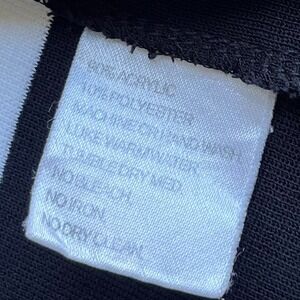 90% ACRYLIC
10% POLYESTER
MACHINE OR HAND WASH
LUKE WARM WATER.
TUMBLE DRY MED.
NO BLEACH.
NO IRON.
NO DRY CLEAN.